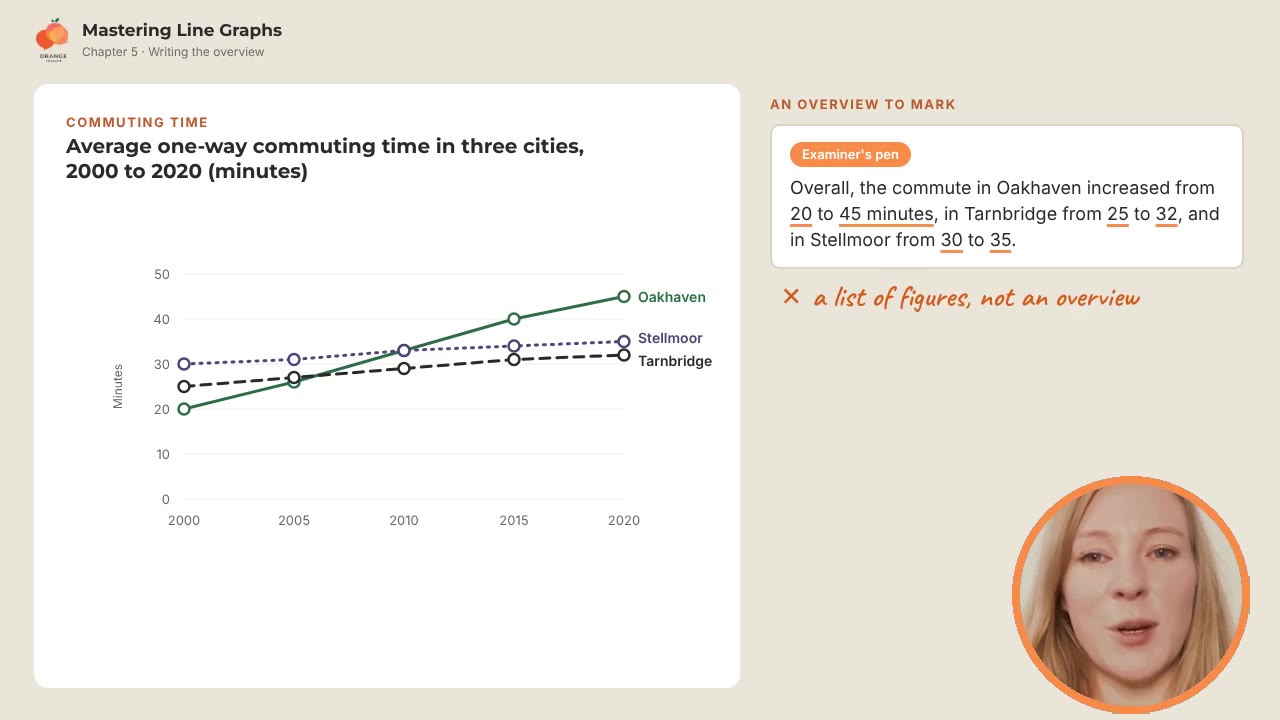 ORANGE
Mastering Line Graphs
Chapter 5 · Writing the overview
COMMUTING TIME
Average one-way commuting time in three cities,
2000 to 2020 (minutes)
Minutes
50
40
30
20
10
0
2000 2005 2010 2015 2020
Oakhaven
Stellmoor
Tarnbridge
AN OVERVIEW TO MARK
Examiner's pen
Overall, the commute in Oakhaven increased from
20 to 45 minutes, in Tarnbridge from 25 to 32, and
in Stellmoor from 30 to 35.
✕ a list of figures, not an overview